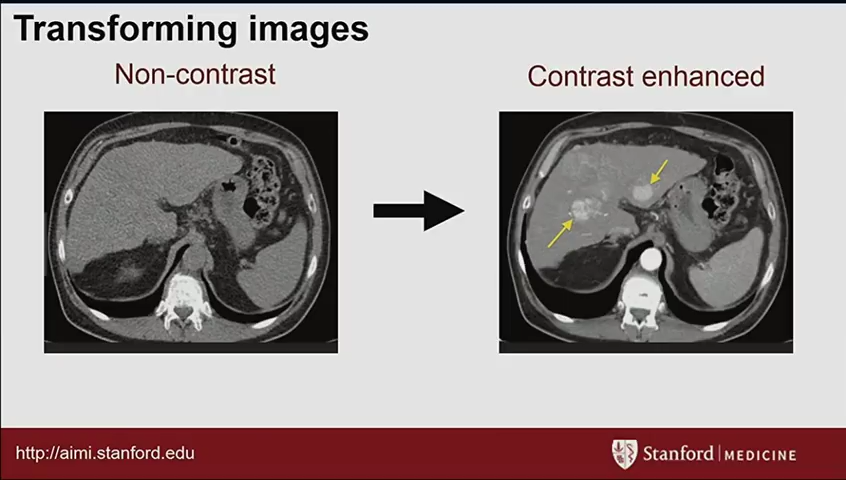 Transforming images
Non-contrast
Contrast enhanced
http://aimi.stanford.edu
Stanford MEDICINE